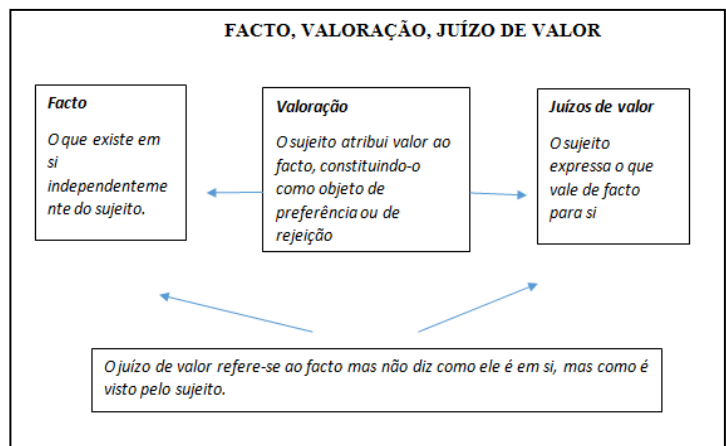 FACTO, VALORAÇÃO, JUÍZO DE VALOR
Facto
O que existe em
si
independenteme
nte do sujeito.
Valoração
O sujeito atribui valor ao
facto, constituindo-o
como objeto de
preferência ou de
rejeição
Juízos de valor
O sujeito
expressa o que
vale de facto
para si
O juízo de valor refere-se ao facto mas não diz como ele é em si, mas como é
visto pelo sujeito.